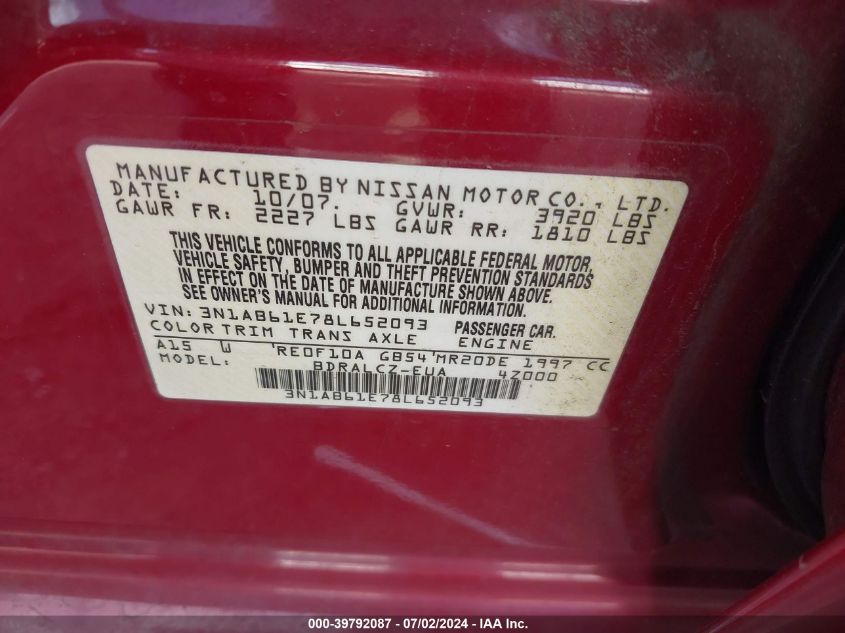 MANUFACTURED BY NISSAN MOTOR CO., LTD.
DATE: 10/07. GVWR: 3920 LBS
GAWR FR: 2227 LBS GAWR RR: 1810 LBS
THIS VEHICLE CONFORMS TO ALL APPLICABLE FEDERAL MOTOR
VEHICLE SAFETY, BUMPER AND THEFT PREVENTION STANDARDS
IN EFFECT ON THE DATE OF MANUFACTURE SHOWN ABOVE.
SEE OWNER'S MANUAL FOR ADDITIONAL INFORMATION.
VIN: 3N1AB61E78L652093 PASSENGER CAR.
COLOR TRIM TRANS AXLE ENGINE
A15 W RE0F10A GB54 MR20DE 1997 CC
MODEL: BDRALCZ-EUA 4Z000
3N1AB61E78L652093
000-39792087 - 07/02/2024 - IAA Inc.